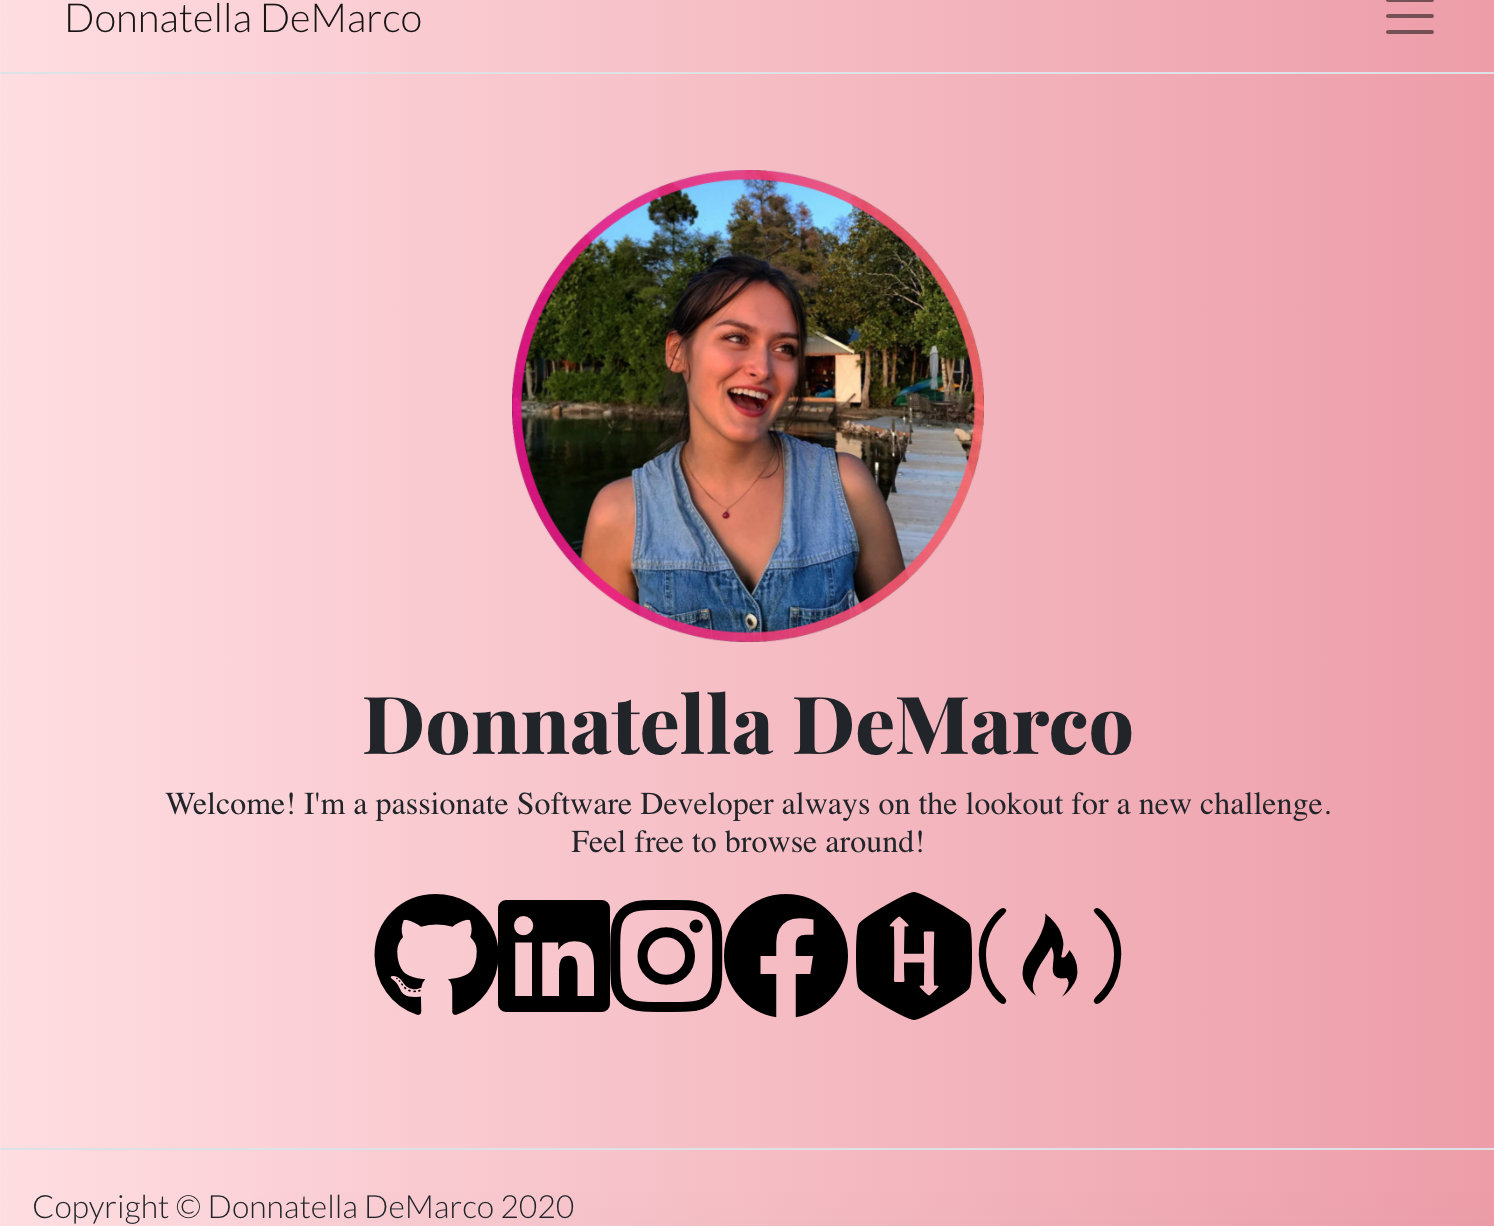 Donnatella DeMarco
Donnatella DeMarco
Welcome! I'm a passionate Software Developer always on the lookout for a new challenge.
Feel free to browse around!
in
f
H
Copyright © Donnatella DeMarco 2020